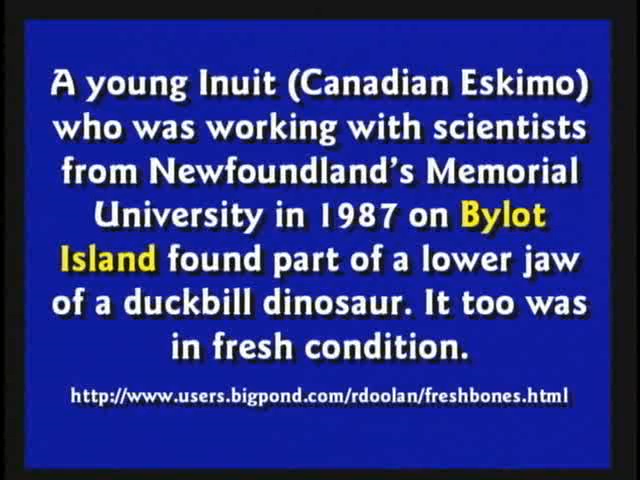 A young Inuit (Canadian Eskimo)
who was working with scientists
from Newfoundland's Memorial
University in 1987 on Bylot
Island found part of a lower jaw
of a duckbill dinosaur. It too was
in fresh condition.
http://www.users.bigpond.com/rdoolan/freshbones.html